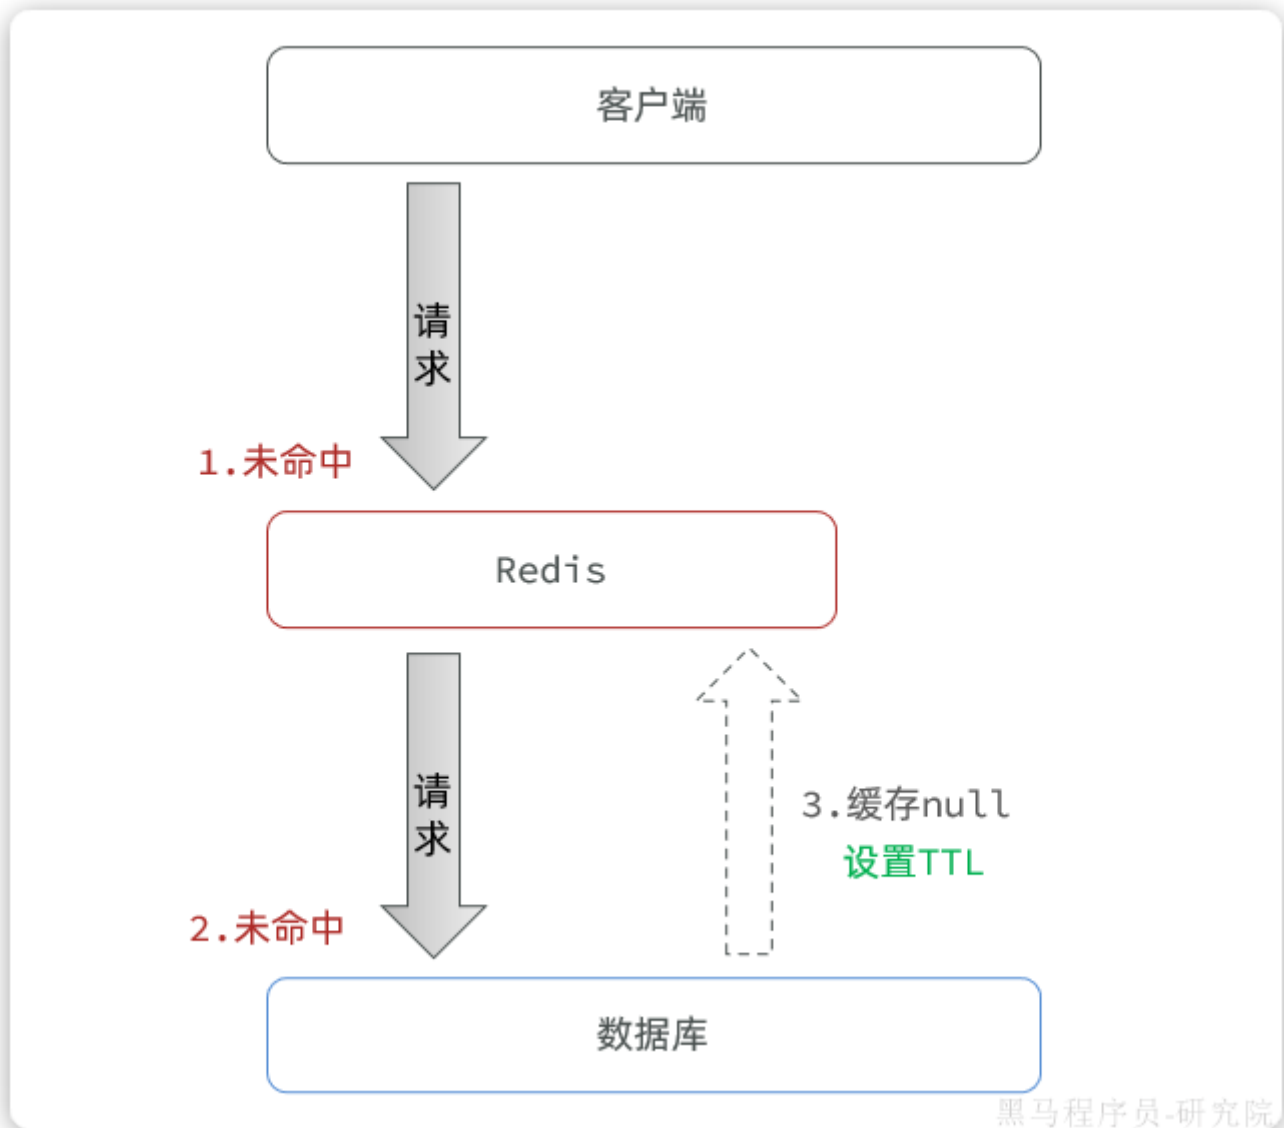 客户端
请
求
1.未命中
Redis
请
求
3.缓存null
设置TTL
2.未命中
数据库
黑马程序员-研究院